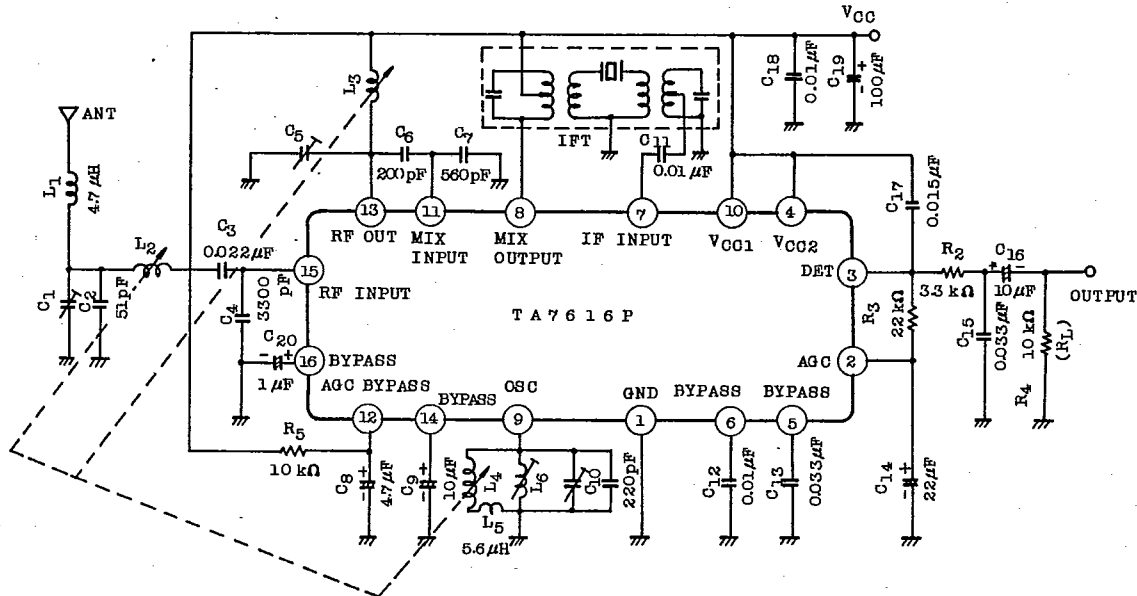 VCC
C18
0.01μF
C19
+
-
100μF
L3
ANT
L1
4.7μH
C5
C6
200pF
C7
560pF
IFT
C11
0.01μF
C17
0.015μF
13
11
8
7
10
4
RF OUT
MIX INPUT
MIX OUTPUT
IF INPUT
VCC1
VCC2
L2
C3
0.022μF
C1
C2
51pF
C4
3300pF
15
RF INPUT
TA7616P
DET
3
R2
3.3kΩ
C16
+
-
10μF
OUTPUT
R3
22kΩ
C15
0.033μF
10kΩ
R4
(RL)
C20
-
+
1μF
16
BYPASS
AGC
2
AGC BYPASS
BYPASS
OSC
GND
BYPASS
BYPASS
12
14
9
1
6
5
R5
10kΩ
C8
+
-
4.7μF
C9
+
-
10μF
L4
L6
C10
220pF
L5
5.6μH
C12
0.01μF
C13
0.033μF
C14
+
-
22μF